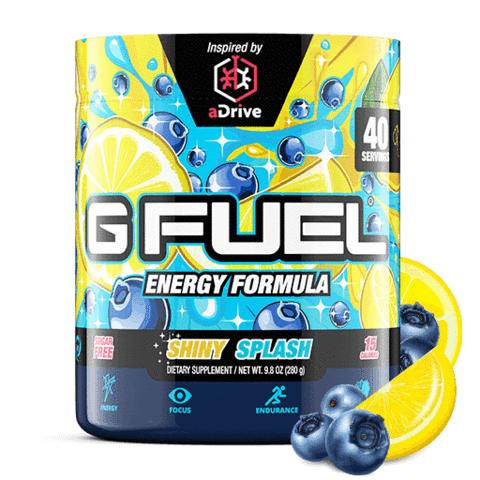 Inspired by
aDrive
40
SERVINGS
G FUEL
ENERGY FORMULA
SUGAR
FREE
SHINY SPLASH
15
CALORIES
DIETARY SUPPLEMENT / NET WT. 9.8 OZ (280 g)
ENERGY
FOCUS
ENDURANCE